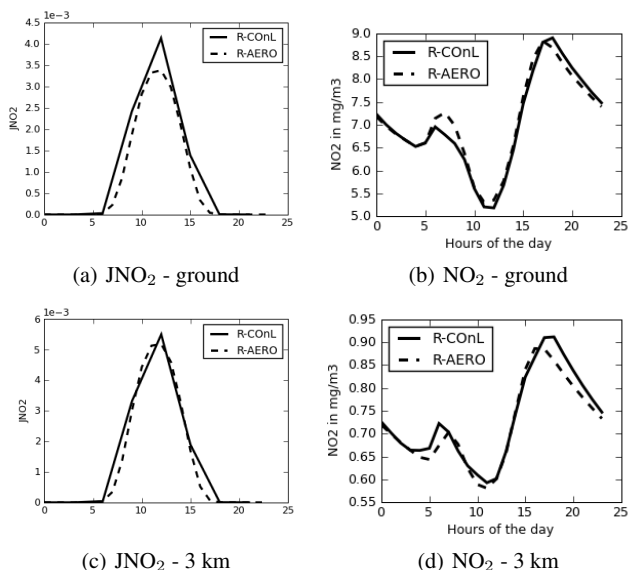 1e−3
4.5
4.0
3.5
3.0
2.5
2.0
1.5
1.0
0.5
0.0
JNO2
R-COnL
R-AERO
0 5 10 15 20 25
(a) JNO₂ - ground
9.0
8.5
8.0
7.5
7.0
6.5
6.0
5.5
5.0
NO2 in mg/m3
R-COnL
R-AERO
0 5 10 15 20 25
Hours of the day
(b) NO₂ - ground
1e−3
6
5
4
3
2
1
0
JNO2
R-COnL
R-AERO
0 5 10 15 20 25
(c) JNO₂ - 3 km
0.95
0.90
0.85
0.80
0.75
0.70
0.65
0.60
0.55
NO2 in mg/m3
R-COnL
R-AERO
0 5 10 15 20 25
Hours of the day
(d) NO₂ - 3 km